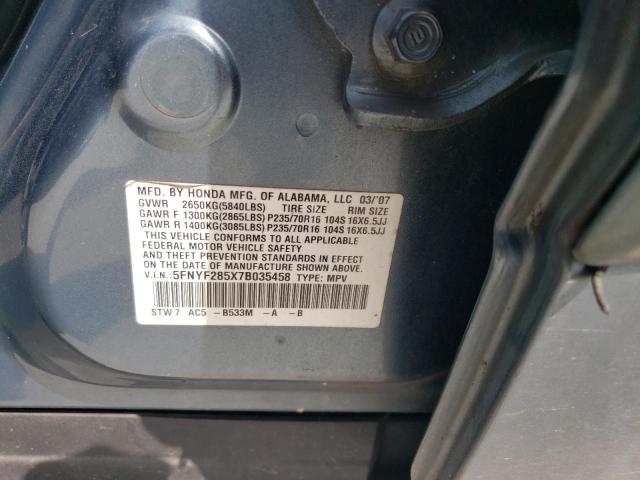 MFD. BY HONDA MFG. OF ALABAMA, LLC 03/'07
GVWR 2650KG(5840LBS) TIRE SIZE RIM SIZE
GAWR F 1300KG(2865LBS) P235/70R16 104S 16X6.5JJ
GAWR R 1400KG(3085LBS) P235/70R16 104S 16X6.5JJ
THIS VEHICLE CONFORMS TO ALL APPLICABLE
FEDERAL MOTOR VEHICLE SAFETY
AND THEFT PREVENTION STANDARDS IN EFFECT ON
THE DATE OF MANUFACTURE SHOWN ABOVE.
V.I.N.: 5FNYF285X7B035458 TYPE: MPV
STW7 AC5 -B533M -A -B